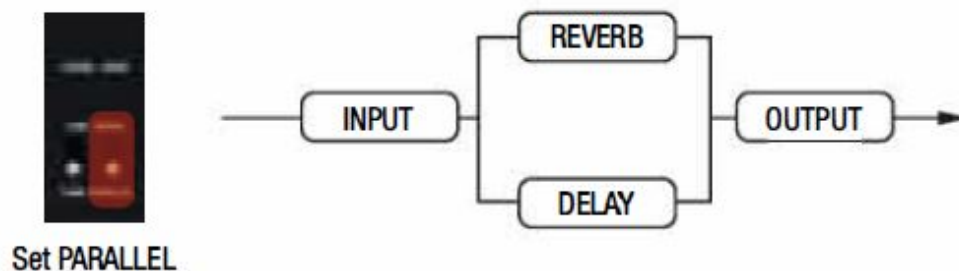 REVERB
INPUT
OUTPUT
DELAY
Set PARALLEL